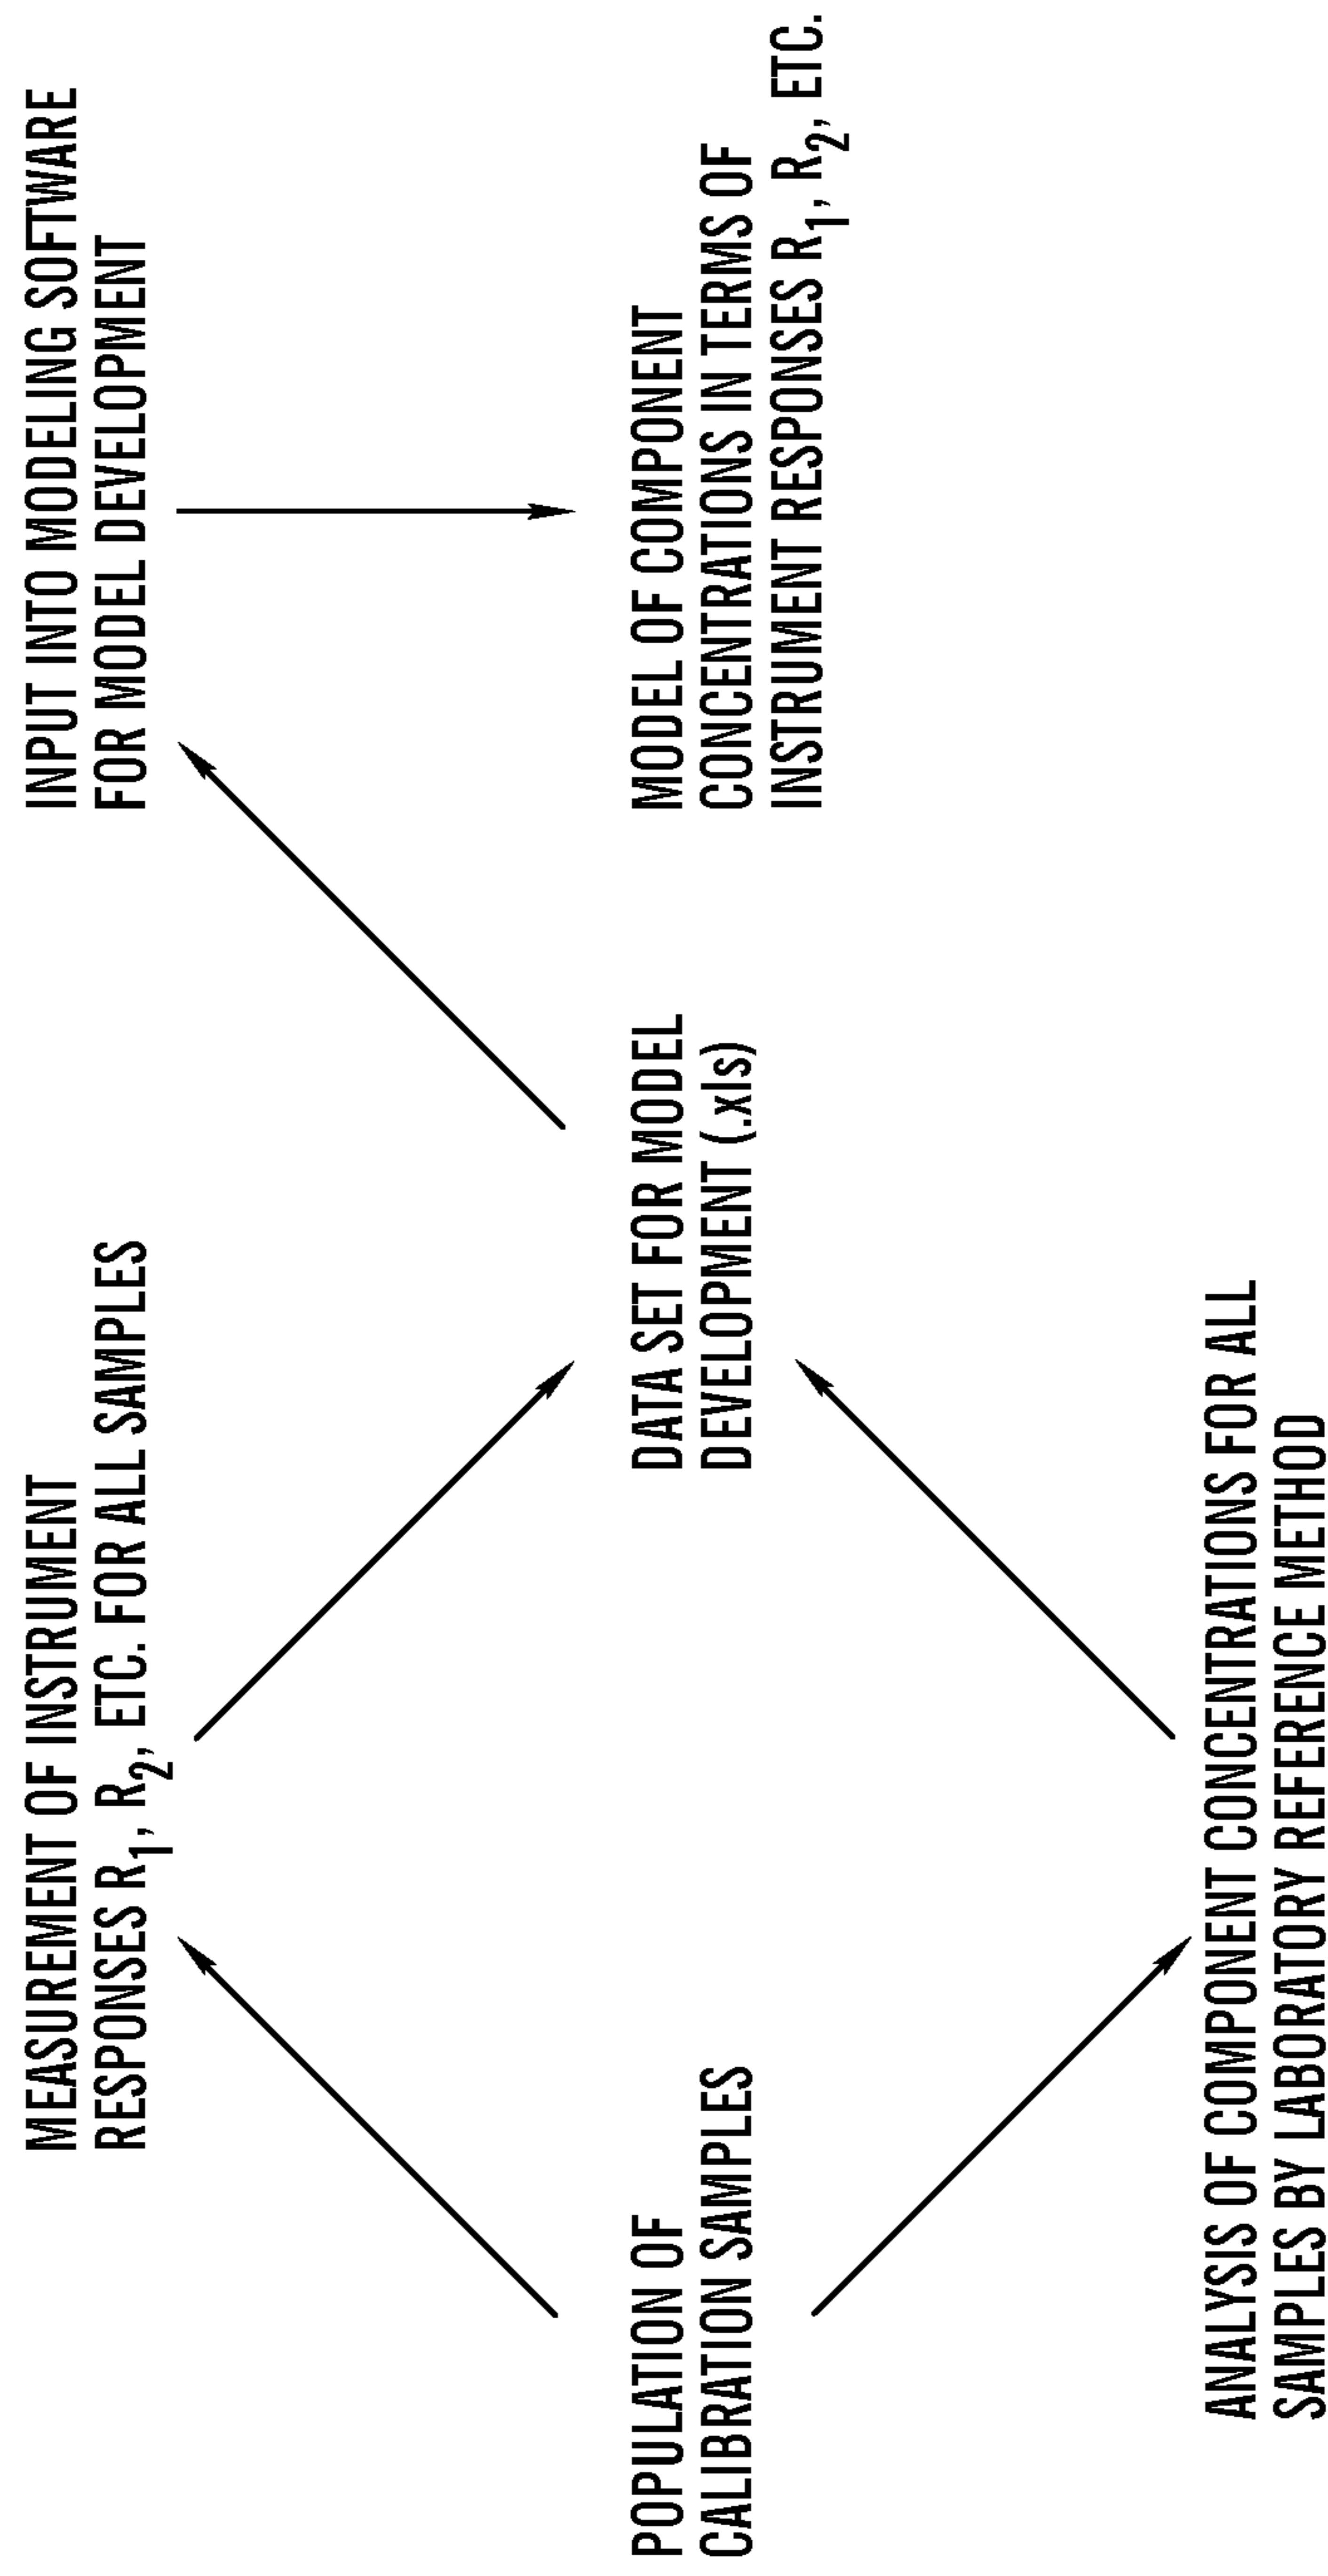 MEASUREMENT OF INSTRUMENT
RESPONSES R1, R2, ETC. FOR ALL SAMPLES
INPUT INTO MODELING SOFTWARE
FOR MODEL DEVELOPMENT
POPULATION OF
CALIBRATION SAMPLES
DATA SET FOR MODEL
DEVELOPMENT (.xls)
MODEL OF COMPONENT
CONCENTRATIONS IN TERMS OF
INSTRUMENT RESPONSES R1, R2, ETC.
ANALYSIS OF COMPONENT CONCENTRATIONS FOR ALL
SAMPLES BY LABORATORY REFERENCE METHOD